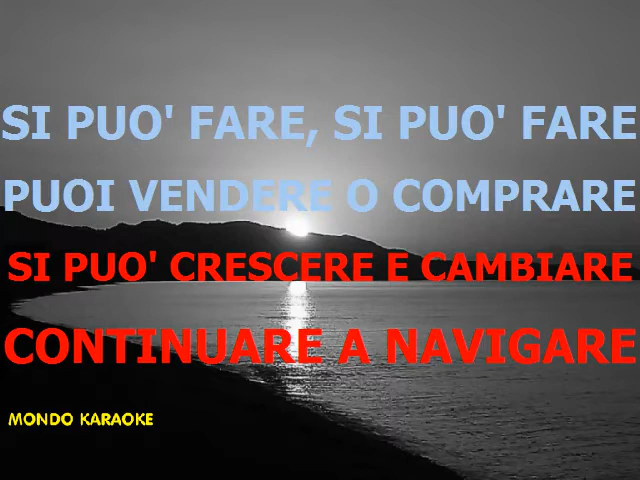 SI PUO' FARE, SI PUO' FARE
PUOI VENDERE O COMPRARE
SI PUO' CRESCERE E CAMBIARE
CONTINUARE A NAVIGARE
MONDO KARAOKE